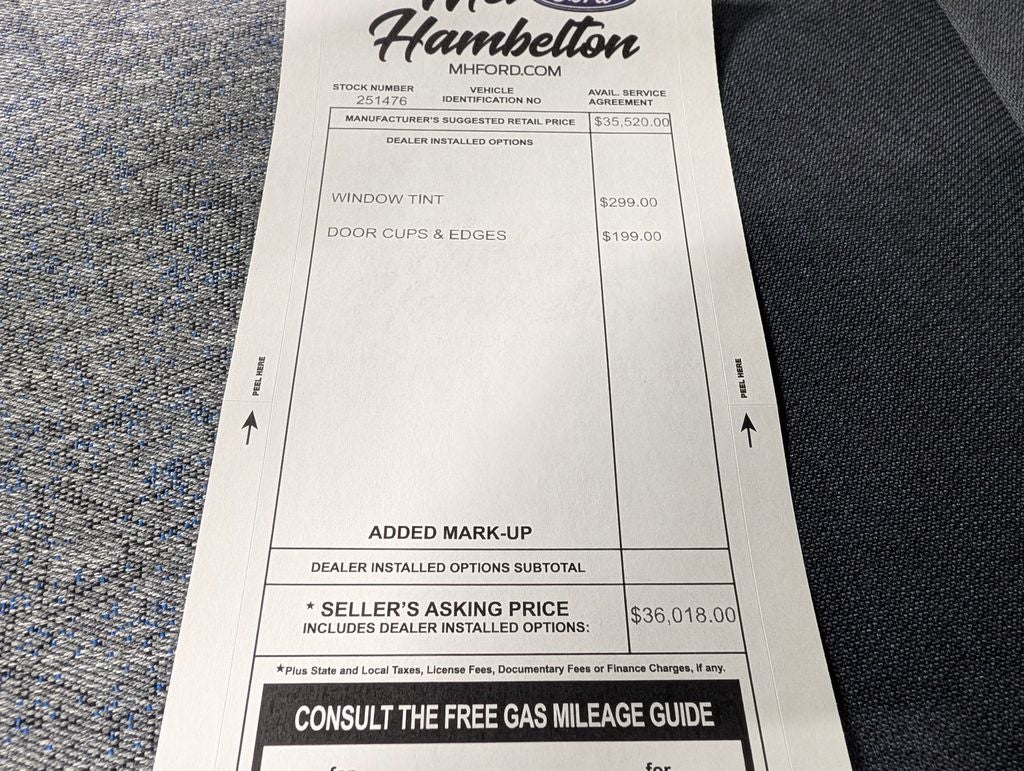 Hambelton
MHFORD.COM
STOCK NUMBER
251476
VEHICLE
IDENTIFICATION NO
AVAIL. SERVICE
AGREEMENT
MANUFACTURER'S SUGGESTED RETAIL PRICE $35,520.00
DEALER INSTALLED OPTIONS
WINDOW TINT $299.00
DOOR CUPS & EDGES $199.00
PEEL HERE
PEEL HERE
ADDED MARK-UP
DEALER INSTALLED OPTIONS SUBTOTAL
* SELLER'S ASKING PRICE
INCLUDES DEALER INSTALLED OPTIONS: $36,018.00
*Plus State and Local Taxes, License Fees, Documentary Fees or Finance Charges, if any.
CONSULT THE FREE GAS MILEAGE GUIDE